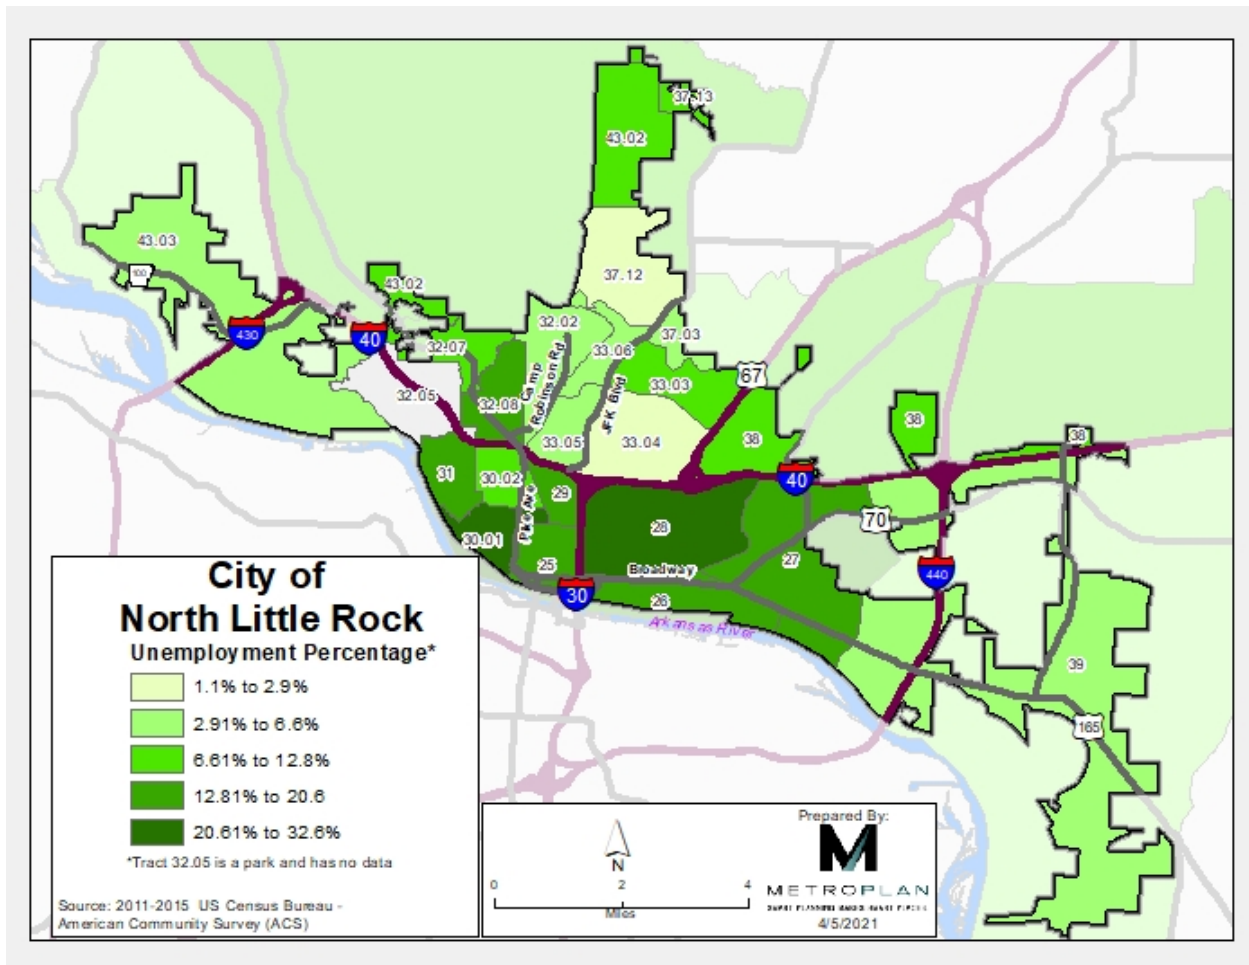 37.13
43.02
43.03
100
37.12
43.02
32.02
37.03
430
40
32.07
33.06
Camp
Robinson Rd
JFK Blvd
33.03
67
32.05
32.08
33.05
33.04
38
38
38
31
30.02
29
40
Pike Ave
28
70
30.01
25
Broadway
27
440
30
26
Arkansas River
39
165
City of
North Little Rock
Unemployment Percentage*
1.1% to 2.9%
2.91% to 6.6%
6.61% to 12.8%
12.81% to 20.6
20.61% to 32.6%
*Tract 32.05 is a park and has no data
Source: 2011-2015 US Census Bureau -
American Community Survey (ACS)
N
0 2 4
Miles
Prepared By:
M
METROPLAN
SMART PLANNING MAKES SMART PLACES
4/5/2021